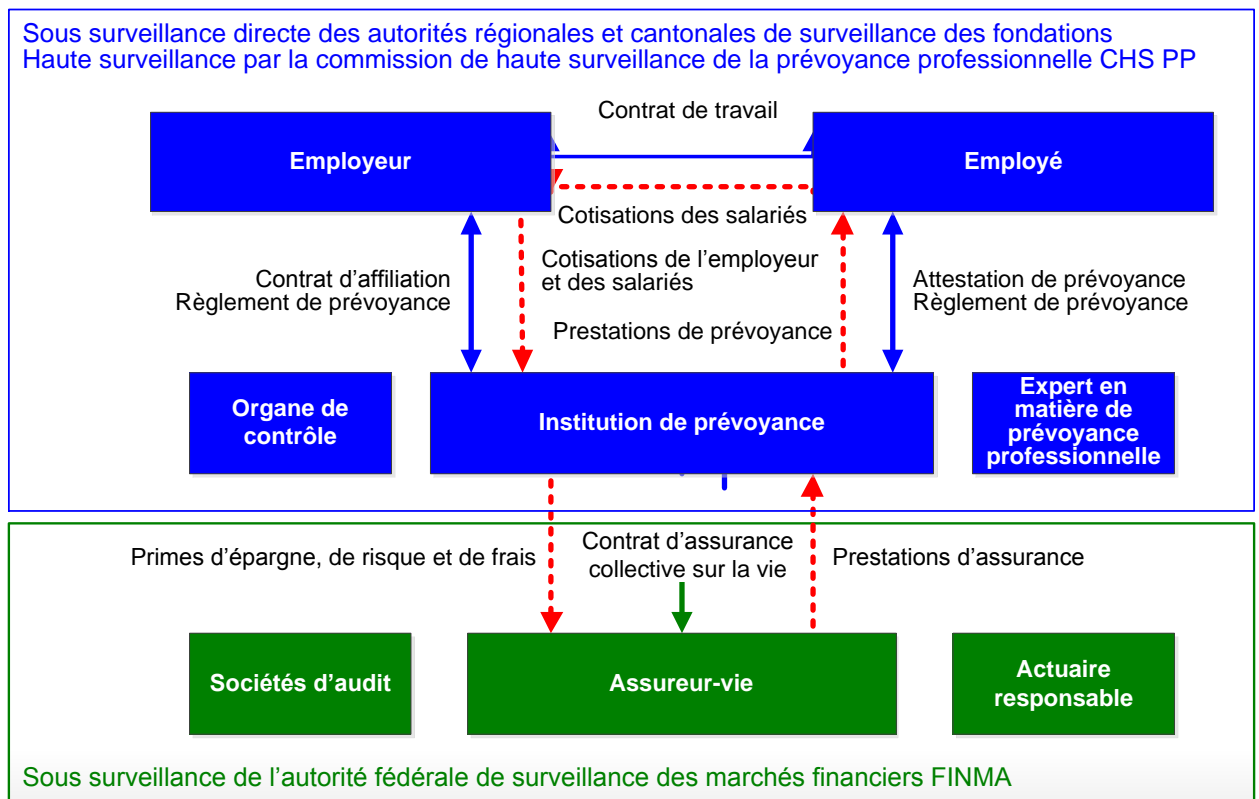 Sous surveillance directe des autorités régionales et cantonales de surveillance des fondations
Haute surveillance par la commission de haute surveillance de la prévoyance professionnelle CHS PP
Contrat de travail
Employeur
Employé
Cotisations des salariés
Contrat d’affiliation
Règlement de prévoyance
Cotisations de l’employeur
et des salariés
Attestation de prévoyance
Règlement de prévoyance
Prestations de prévoyance
Organe de
contrôle
Institution de prévoyance
Expert en
matière de
prévoyance
professionnelle
Primes d’épargne, de risque et de frais
Contrat d’assurance
collective sur la vie
Prestations d’assurance
Sociétés d’audit
Assureur-vie
Actuaire
responsable
Sous surveillance de l’autorité fédérale de surveillance des marchés financiers FINMA